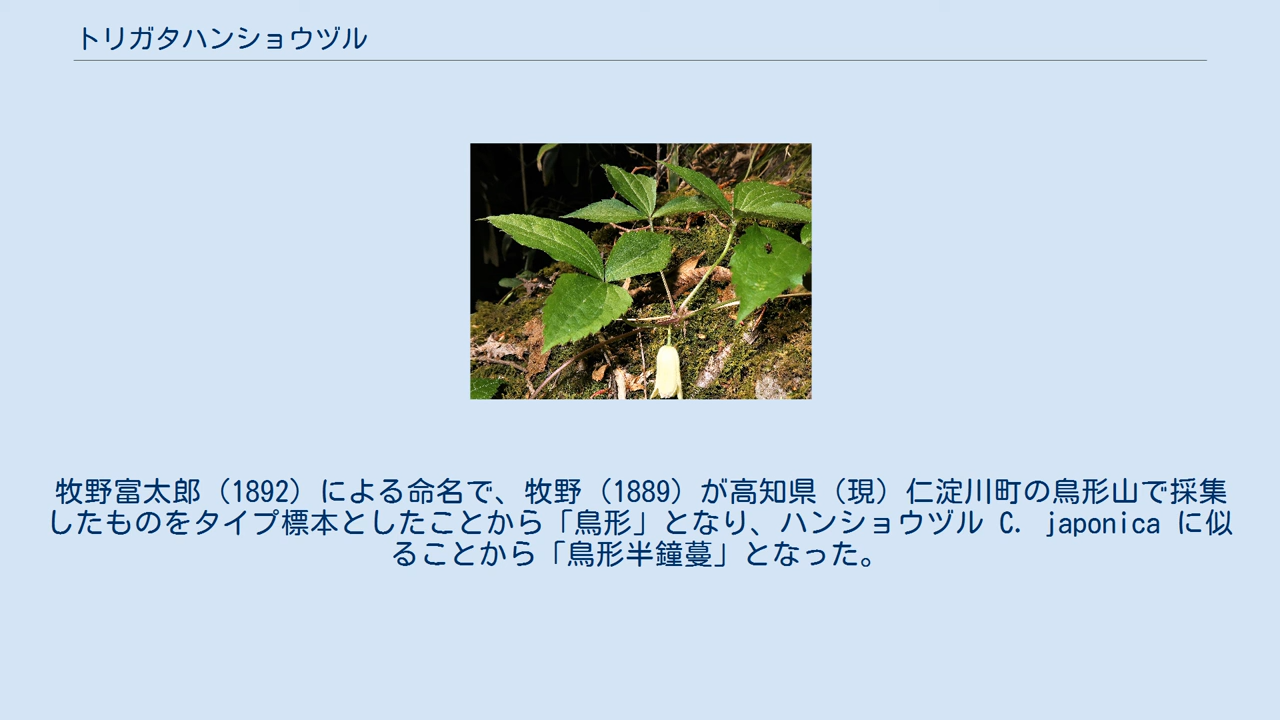 トリガタハンショウヅル
牧野富太郎（1892）による命名で、牧野（1889）が高知県（現）仁淀川町の鳥形山で採集
したものをタイプ標本としたことから「鳥形」となり、ハンショウヅル C. japonica に似
ることから「鳥形半鐘蔓」となった。